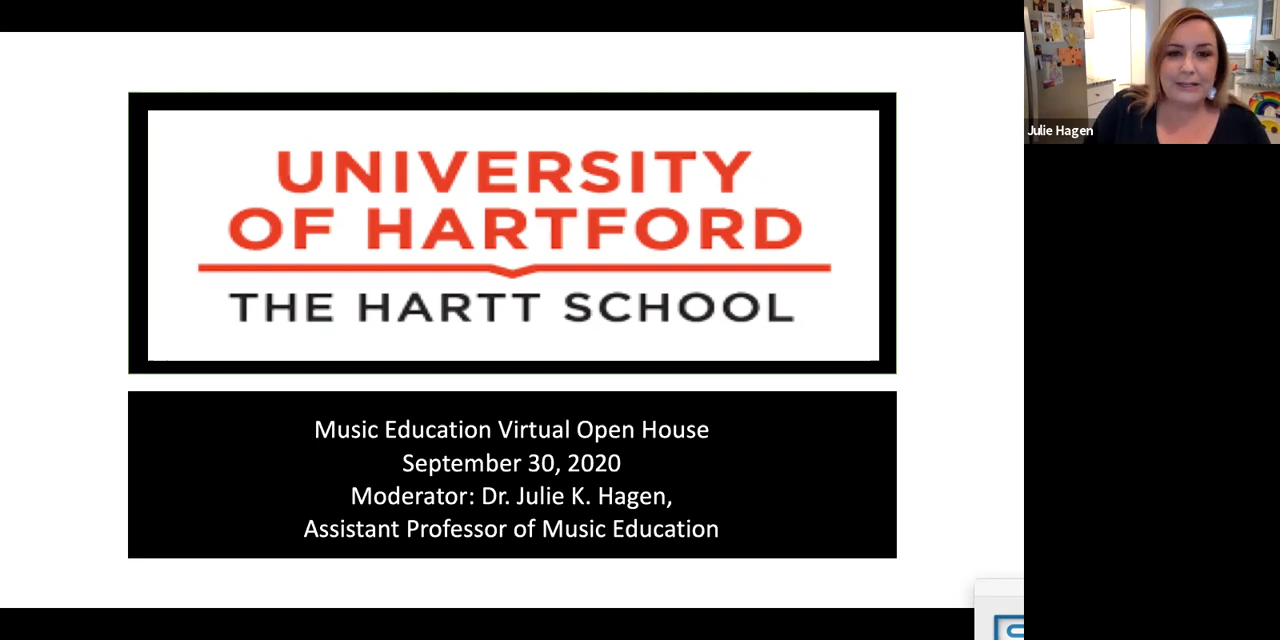 UNIVERSITY
OF HARTFORD
THE HARTT SCHOOL
Music Education Virtual Open House
September 30, 2020
Moderator: Dr. Julie K. Hagen,
Assistant Professor of Music Education
Julie Hagen